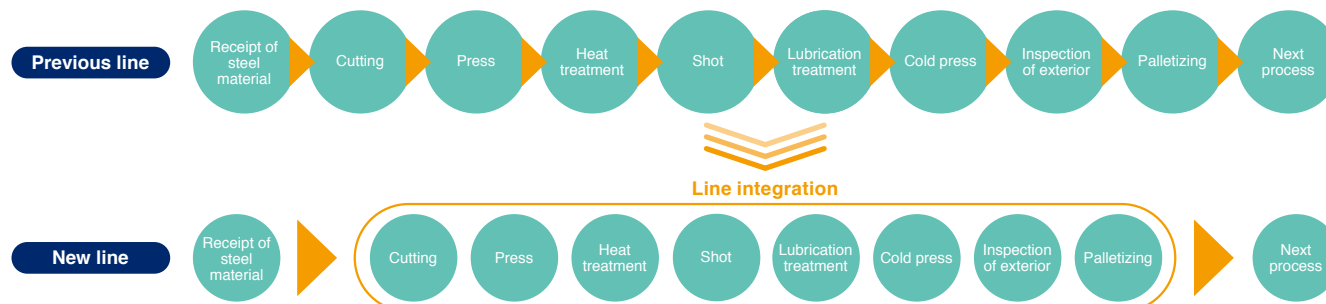 Previous line
Receipt of
steel
material
Cutting
Press
Heat
treatment
Shot
Lubrication
treatment
Cold press
Inspection
of exterior
Palletizing
Next
process
Line integration
New line
Receipt of
steel
material
Cutting
Press
Heat
treatment
Shot
Lubrication
treatment
Cold press
Inspection
of exterior
Palletizing
Next
process